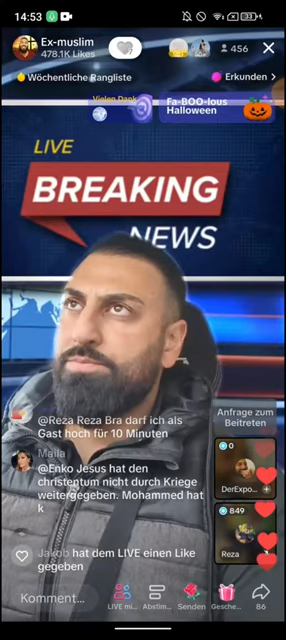 14:53
Ex-muslim
478.1K Likes
456
Wöchentliche Rangliste
Erkunden >
Vielen Dank
Fa-BOO-lous
Halloween
LIVE
BREAKING
NEWS
@Reza Reza Bra darf ich als
Gast hoch für 10 Minuten
Maila
@Enko Jesus hat den
christentum nicht durch Kriege
weitergegeben. Mohammed hat
k
Jakob hat dem LIVE einen Like
gegeben
Anfrage zum
Beitreten
0
DerExpo...
849
Reza
Komment...
LIVE mi...
Abstim...
Senden
Gesche...
86